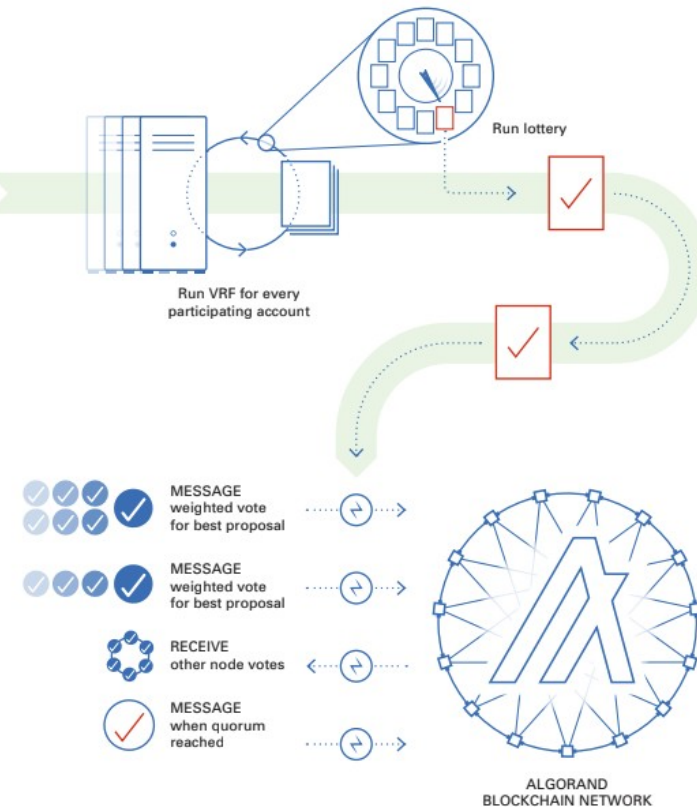 Run lottery
Run VRF for every
participating account
MESSAGE
weighted vote
for best proposal
MESSAGE
weighted vote
for best proposal
RECEIVE
other node votes
MESSAGE
when quorum
reached
ALGORAND
BLOCKCHAIN NETWORK